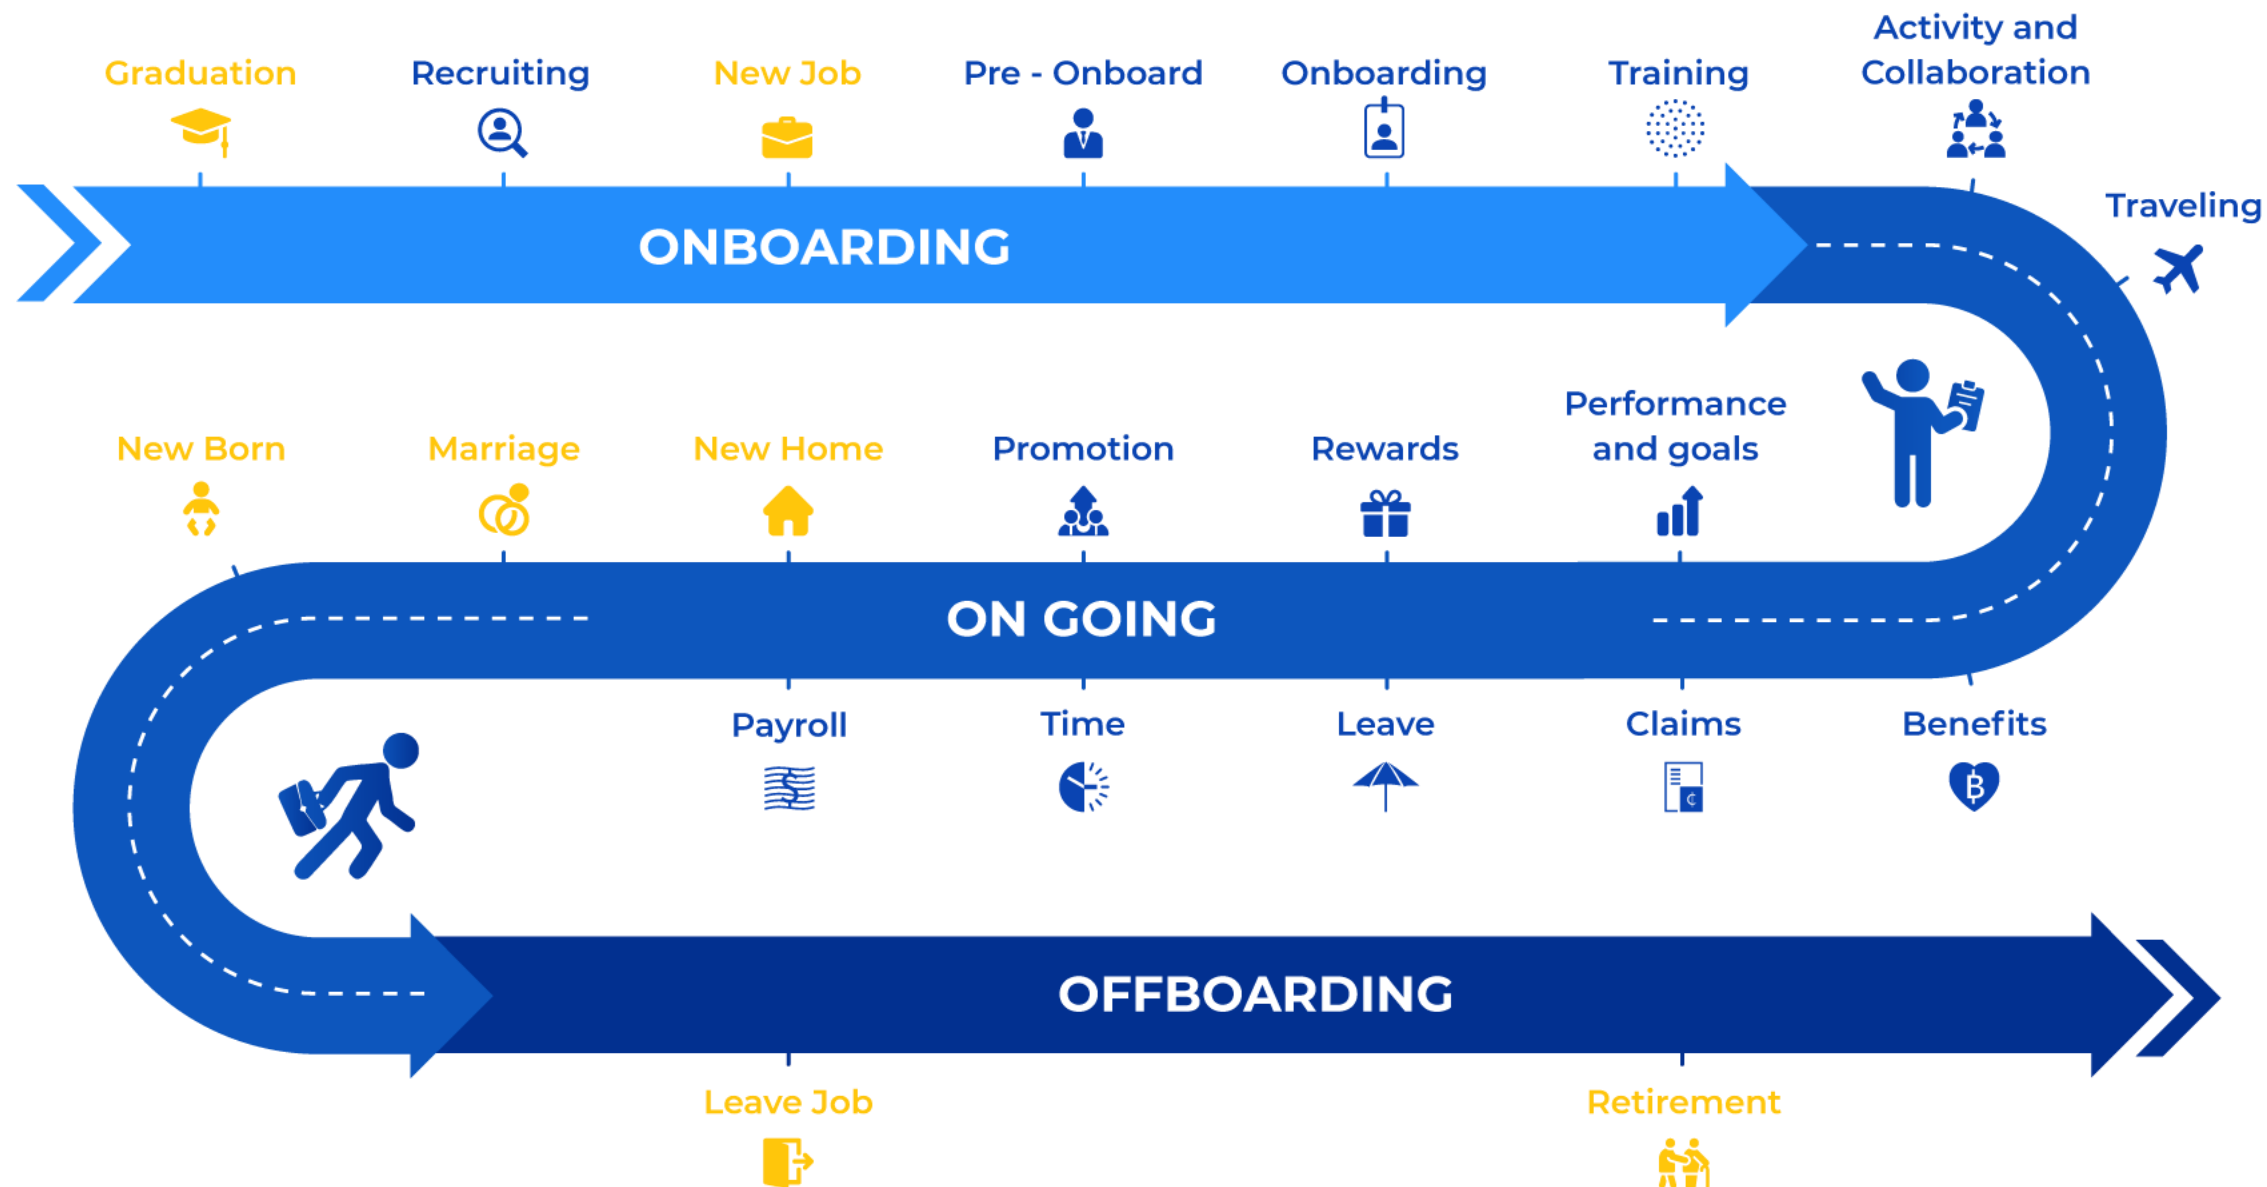 Graduation
Recruiting
New Job
Pre - Onboard
Onboarding
Training
Activity and
Collaboration
Traveling
ONBOARDING
New Born
Marriage
New Home
Promotion
Rewards
Performance
and goals
ON GOING
Payroll
Time
Leave
Claims
Benefits
OFFBOARDING
Leave Job
Retirement